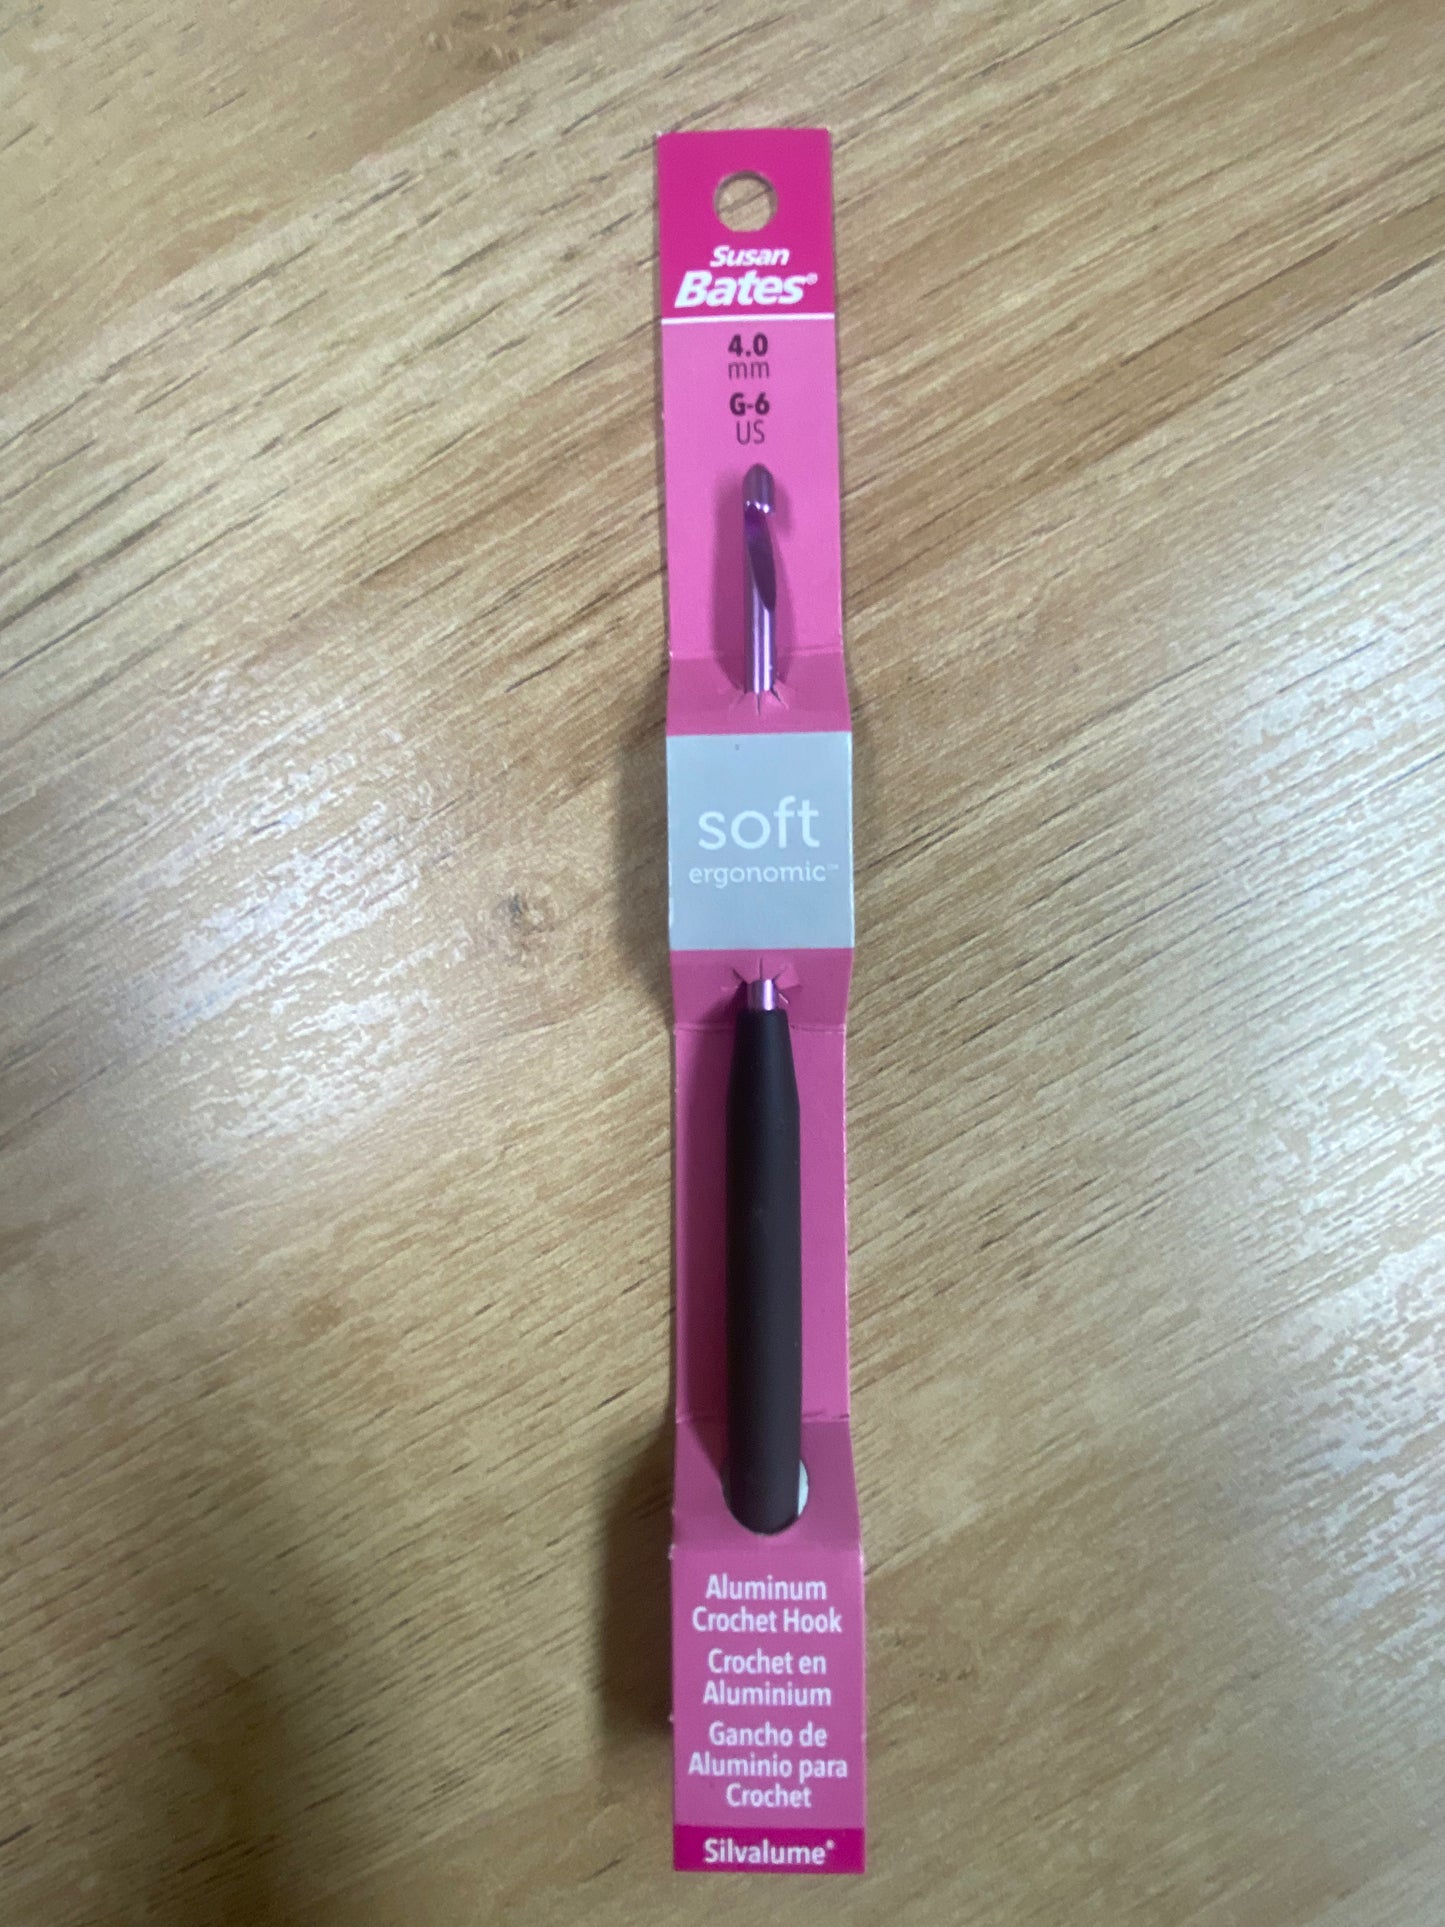 Susan
Bates®
4.0
mm
G-6
US
soft
ergonomic™
Aluminum
Crochet Hook
Crochet en
Aluminium
Gancho de
Aluminio para
Crochet
Silvalume®